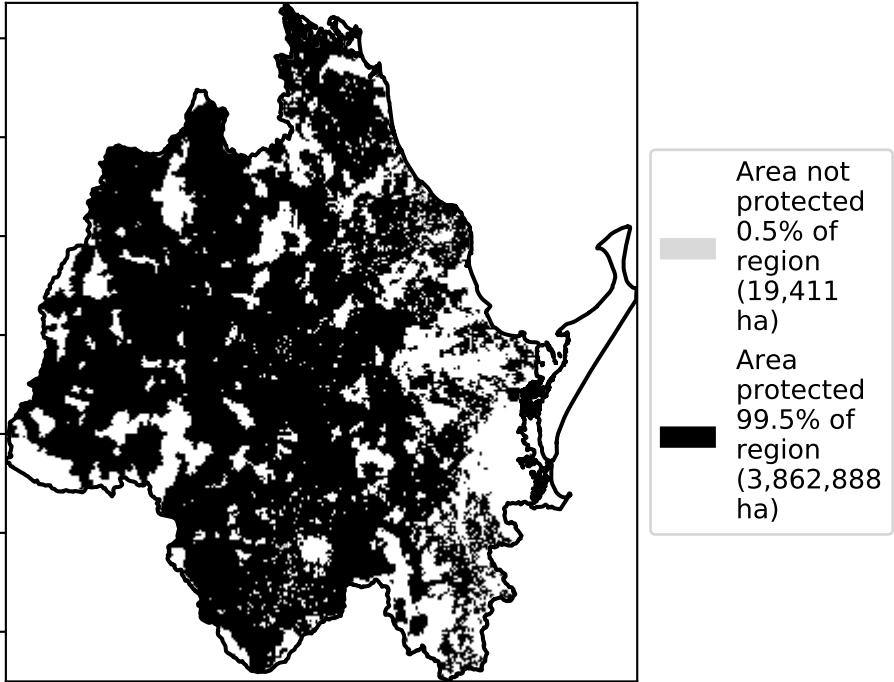 Area not
protected
0.5% of
region
(19,411
ha)
Area
protected
99.5% of
region
(3,862,888
ha)